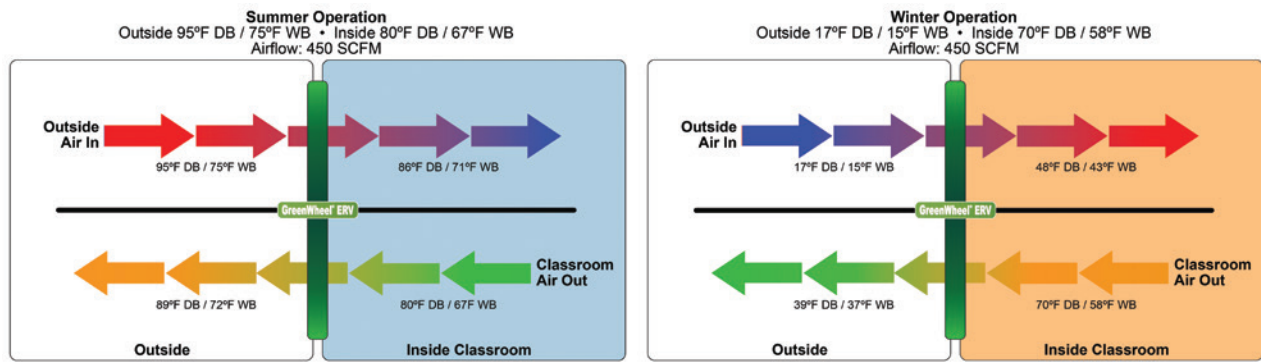 Summer Operation
Outside 95ºF DB / 75ºF WB • Inside 80ºF DB / 67ºF WB
Airflow: 450 SCFM
Outside
Air In
95ºF DB / 75ºF WB
86ºF DB / 71ºF WB
GreenWheel® ERV
Classroom
Air Out
89ºF DB / 72ºF WB
80ºF DB / 67ºF WB
Outside
Inside Classroom
Winter Operation
Outside 17ºF DB / 15ºF WB • Inside 70ºF DB / 58ºF WB
Airflow: 450 SCFM
Outside
Air In
17ºF DB / 15ºF WB
48ºF DB / 43ºF WB
GreenWheel® ERV
Classroom
Air Out
39ºF DB / 37ºF WB
70ºF DB / 58ºF WB
Outside
Inside Classroom